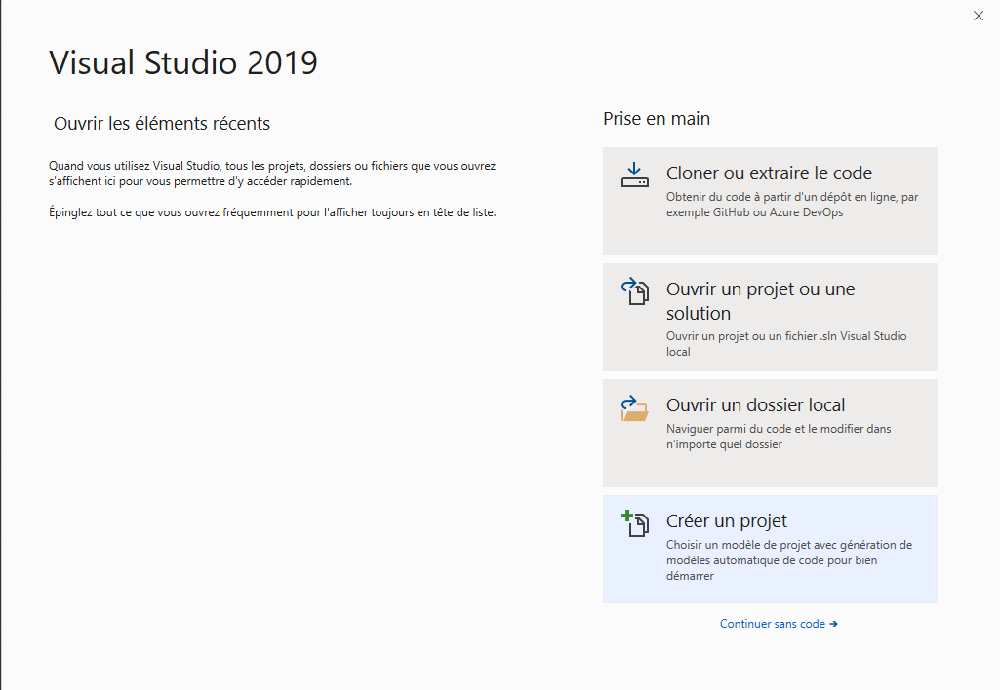 Visual Studio 2019
Ouvrir les éléments récents
Quand vous utilisez Visual Studio, tous les projets, dossiers ou fichiers que vous ouvrez
s'affichent ici pour vous permettre d'y accéder rapidement.
Épinglez tout ce que vous ouvrez fréquemment pour l'afficher toujours en tête de liste.
Prise en main
Cloner ou extraire le code
Obtenir du code à partir d'un dépôt en ligne, par
exemple GitHub ou Azure DevOps
Ouvrir un projet ou une
solution
Ouvrir un projet ou un fichier .sln Visual Studio
local
Ouvrir un dossier local
Naviguer parmi du code et le modifier dans
n'importe quel dossier
Créer un projet
Choisir un modèle de projet avec génération de
modèles automatique de code pour bien
démarrer
Continuer sans code →